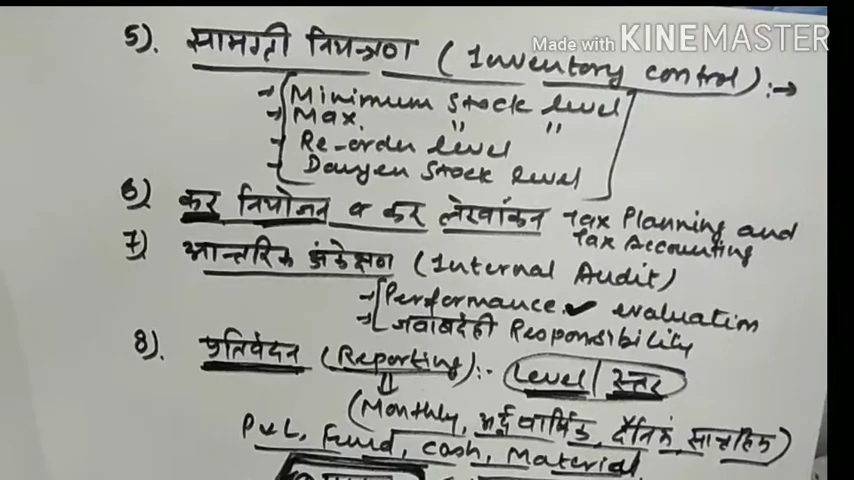 Made with KINEMASTER
5). सामग्री नियन्त्रण (Inventory control) :→
→ Minimum Stock level
→ Max. " "
→ Re-order level
→ Danger Stock level
6) कर नियोजन व कर लेखांकन Tax Planning and
Tax Accounting
7) आन्तरिक अंकेक्षण (Internal Audit)
→ Performance ✓ evaluation
→ जवाबदेही Responsibility
8). प्रतिवेदन (Reporting):- Level / स्तर
(Monthly, अर्द्धवार्षिक, दैनिक, साप्ताहिक)
P & L, Fund, cash, Material